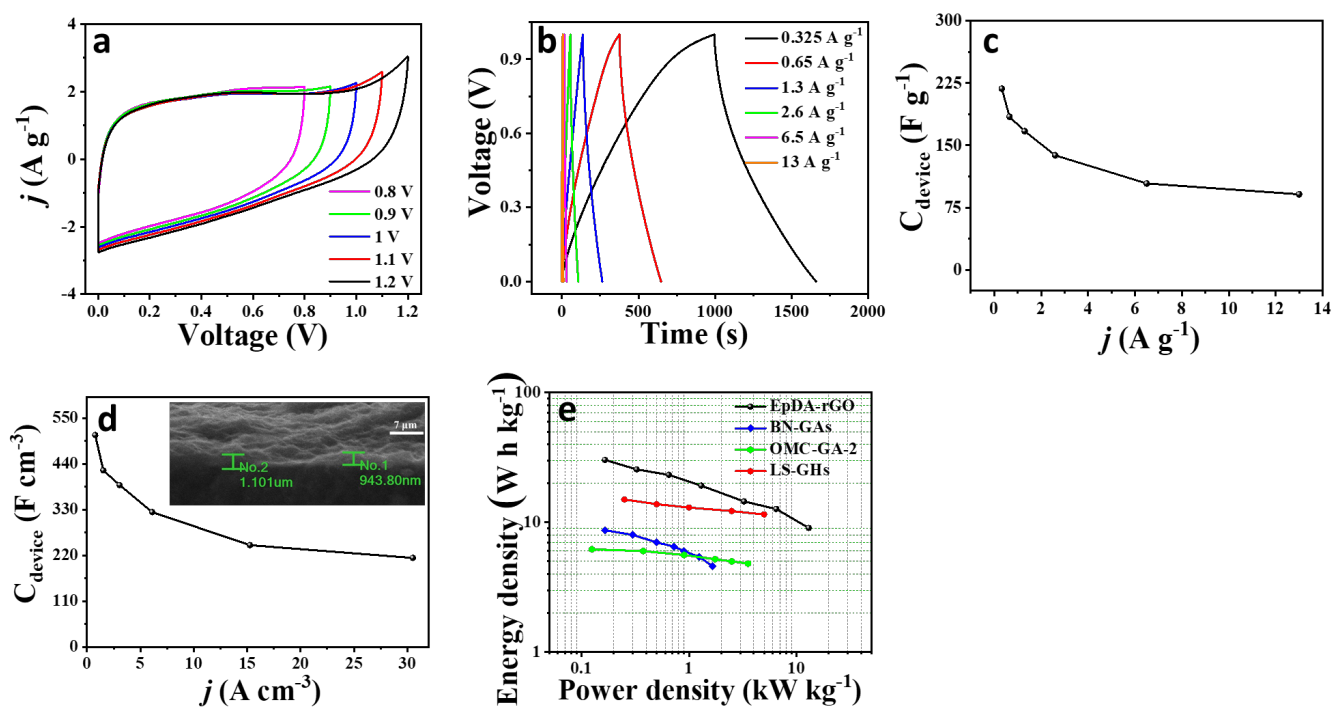 a
j (A g-1)
4
2
0
-2
-4
0.0 0.2 0.4 0.6 0.8 1.0 1.2
Voltage (V)
0.8 V
0.9 V
1 V
1.1 V
1.2 V
b
Voltage (V)
0.9
0.6
0.3
0.0
0 500 1000 1500 2000
Time (s)
0.325 A g-1
0.65 A g-1
1.3 A g-1
2.6 A g-1
6.5 A g-1
13 A g-1
c
Cdevice (F g-1)
300
225
150
75
0
0 2 4 6 8 10 12 14
j (A g-1)
d
Cdevice (F cm-3)
550
440
330
220
110
0
0 5 10 15 20 25 30
j (A cm-3)
7 μm
No.2
1.101um
No.1
943.80nm
e
Energy density (W h kg-1)
100
10
1
0.1 1 10
Power density (kW kg-1)
EpDA-rGO
BN-GAs
OMC-GA-2
LS-GHs